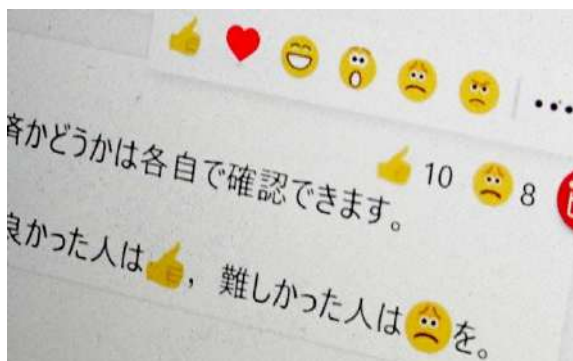 👍 ❤️ 😄 😮 🙁 😠 ...
👍 10 🙁 8
済かどうかは各自で確認できます。
良かった人は👍, 難しかった人は🙁を。